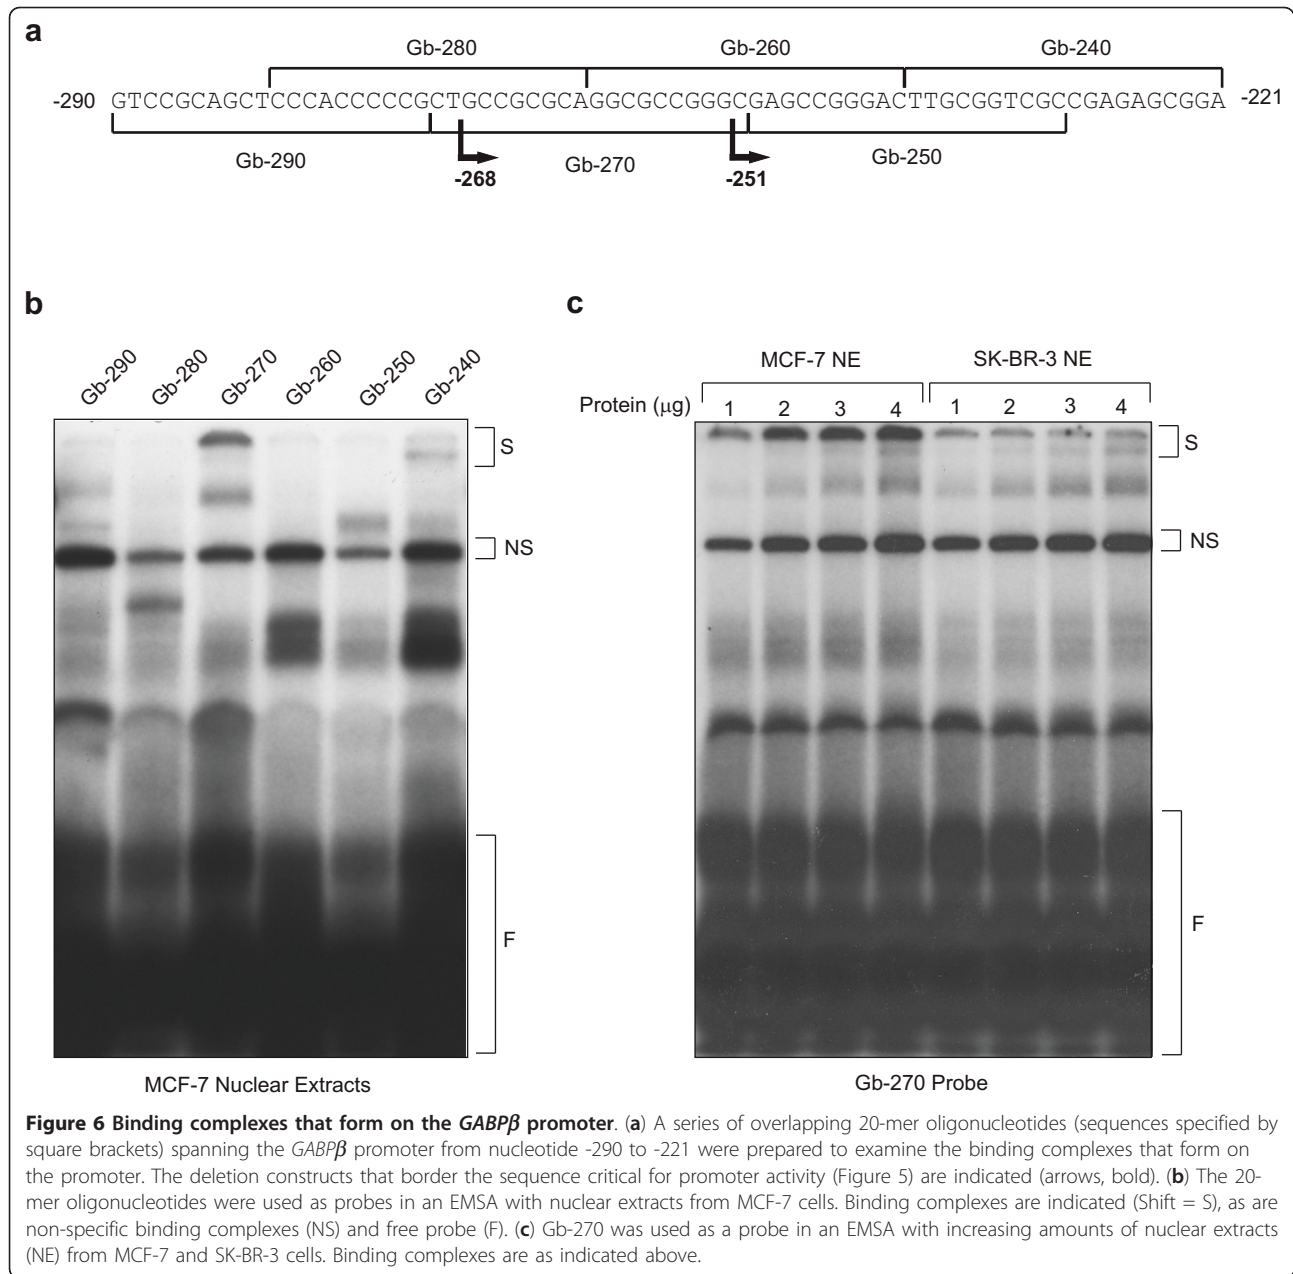 a
Gb-280 Gb-260 Gb-240
-290 GTCCGCAGCTCCCACCCCCGCTGCCGCGCAGGCGCCGGGCGAGCCGGGACTTGCGGTCGCCGAGAGCGGA -221
Gb-290 Gb-270 Gb-250
-268 -251
b
c
Gb-290 Gb-280 Gb-270 Gb-260 Gb-250 Gb-240
S
NS
F
MCF-7 Nuclear Extracts
MCF-7 NE SK-BR-3 NE
Protein (μg) 1 2 3 4 1 2 3 4
S
NS
F
Gb-270 Probe
Figure 6 Binding complexes that form on the GABPβ promoter. (a) A series of overlapping 20-mer oligonucleotides (sequences specified by
square brackets) spanning the GABPβ promoter from nucleotide -290 to -221 were prepared to examine the binding complexes that form on
the promoter. The deletion constructs that border the sequence critical for promoter activity (Figure 5) are indicated (arrows, bold). (b) The 20-
mer oligonucleotides were used as probes in an EMSA with nuclear extracts from MCF-7 cells. Binding complexes are indicated (Shift = S), as are
non-specific binding complexes (NS) and free probe (F). (c) Gb-270 was used as a probe in an EMSA with increasing amounts of nuclear extracts
(NE) from MCF-7 and SK-BR-3 cells. Binding complexes are as indicated above.